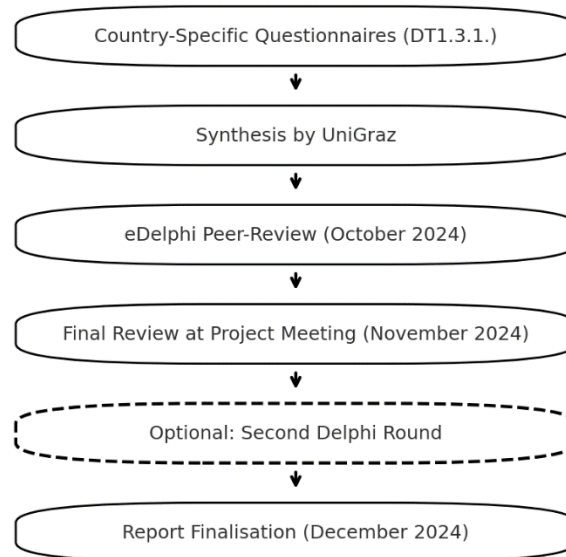 Country-Specific Questionnaires (DT1.3.1.)
Synthesis by UniGraz
eDelphi Peer-Review (October 2024)
Final Review at Project Meeting (November 2024)
Optional: Second Delphi Round
Report Finalisation (December 2024)